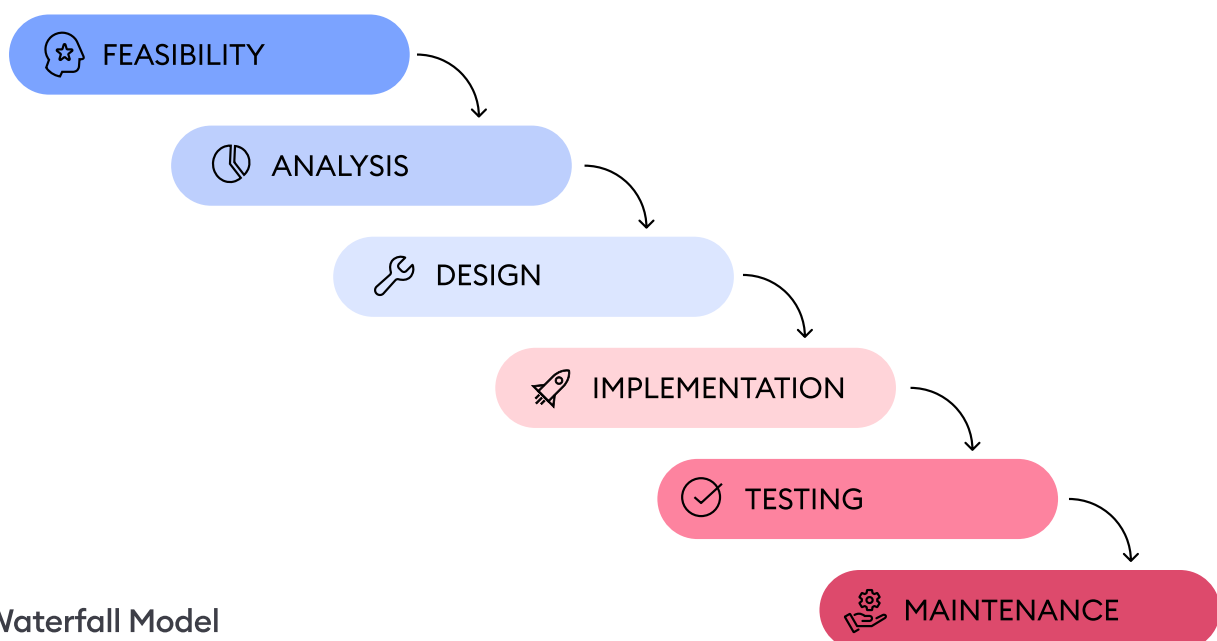 FEASIBILITY
ANALYSIS
DESIGN
IMPLEMENTATION
TESTING
MAINTENANCE
Waterfall Model